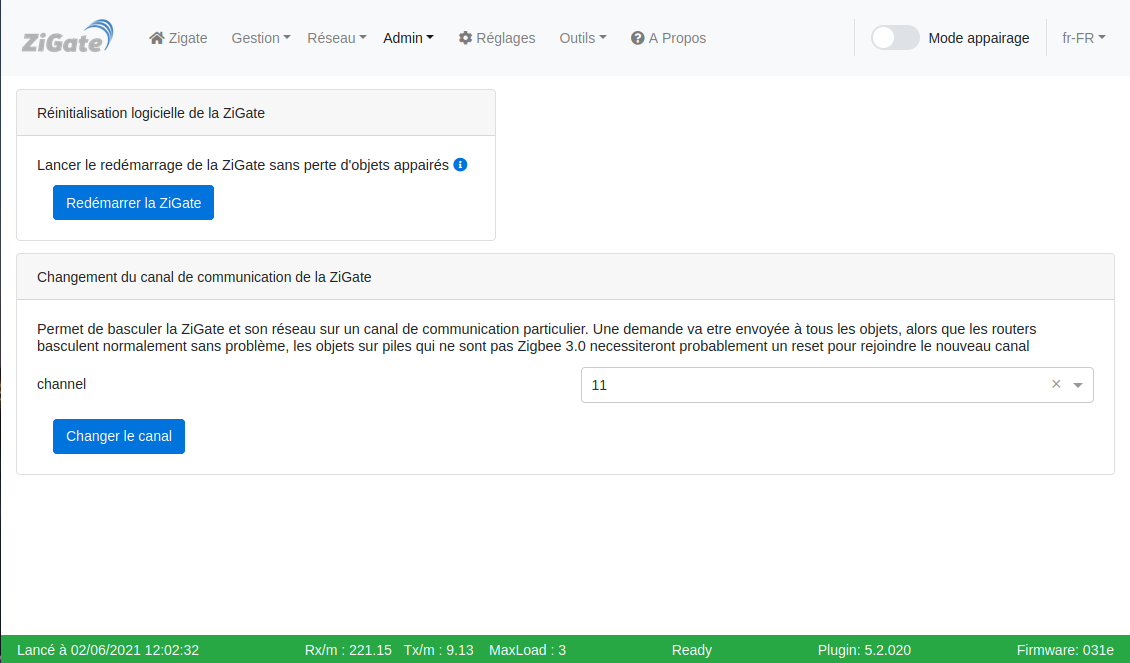 ZiGate
Zigate Gestion Réseau Admin Réglages Outils A Propos Mode appairage fr-FR
Réinitialisation logicielle de la ZiGate
Lancer le redémarrage de la ZiGate sans perte d'objets appairés
Redémarrer la ZiGate
Changement du canal de communication de la ZiGate
Permet de basculer la ZiGate et son réseau sur un canal de communication particulier. Une demande va etre envoyée à tous les objets, alors que les routers
basculent normalement sans problème, les objets sur piles qui ne sont pas Zigbee 3.0 necessiteront probablement un reset pour rejoindre le nouveau canal
channel 11 ×
Changer le canal
Lancé à 02/06/2021 12:02:32 Rx/m : 221.15 Tx/m : 9.13 MaxLoad : 3 Ready Plugin: 5.2.020 Firmware: 031e